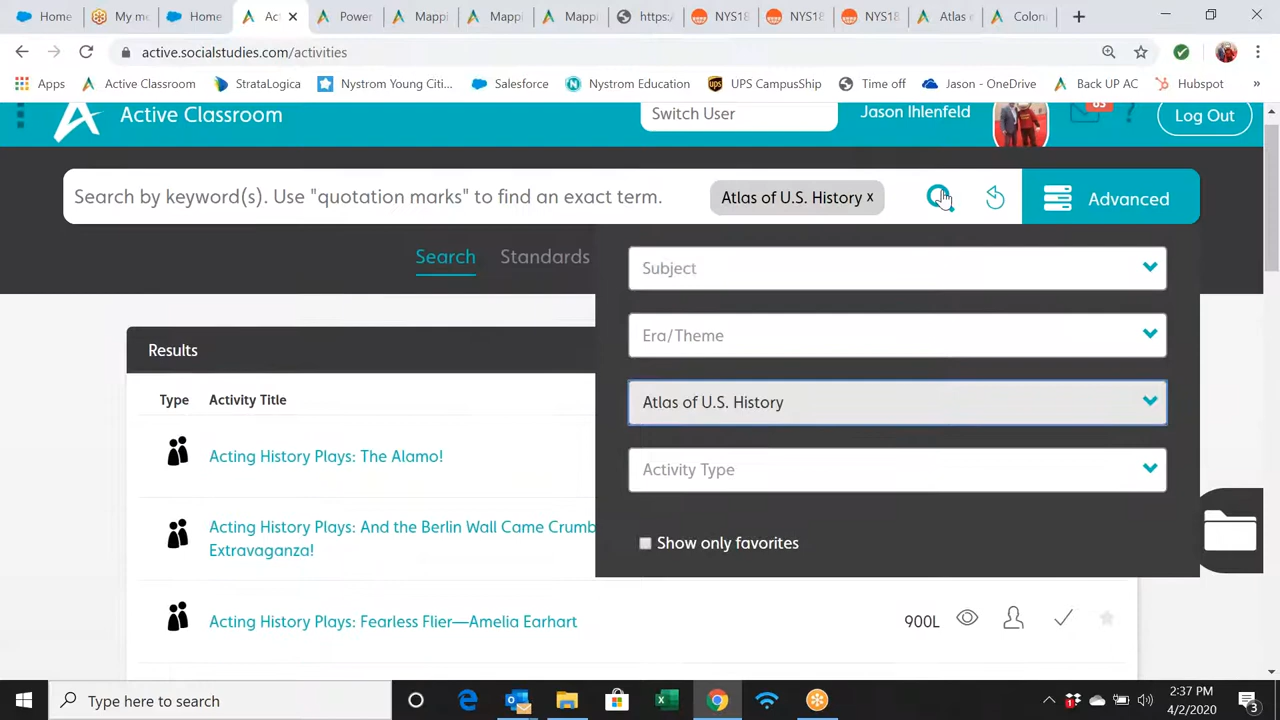 Home
My m
Home
Act
Power
Mappi
Mappi
Mappi
https:/
NYS18
NYS18
NYS18
Atlas
Colon
active.socialstudies.com/activities
Apps
Active Classroom
StrataLogica
Nystrom Young Citi...
Salesforce
Nystrom Education
UPS CampusShip
Time off
Jason - OneDrive
Back UP AC
Hubspot
»
Active Classroom
Switch User
Jason Ihlenfeld
?
Log Out
Search by keyword(s). Use "quotation marks" to find an exact term.
Atlas of U.S. History x
Advanced
Search
Standards
Subject
Era/Theme
Atlas of U.S. History
Activity Type
Show only favorites
Results
Type
Activity Title
Acting History Plays: The Alamo!
Acting History Plays: And the Berlin Wall Came Crumb
Extravaganza!
Acting History Plays: Fearless Flier—Amelia Earhart
900L
Type here to search
2:37 PM
4/2/2020
3